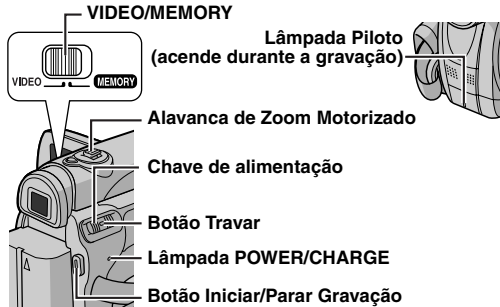 VIDEO/MEMORY
VIDEO
MEMORY
Lâmpada Piloto
(acende durante a gravação)
Alavanca de Zoom Motorizado
Chave de alimentação
Botão Travar
Lâmpada POWER/CHARGE
Botão Iniciar/Parar Gravação